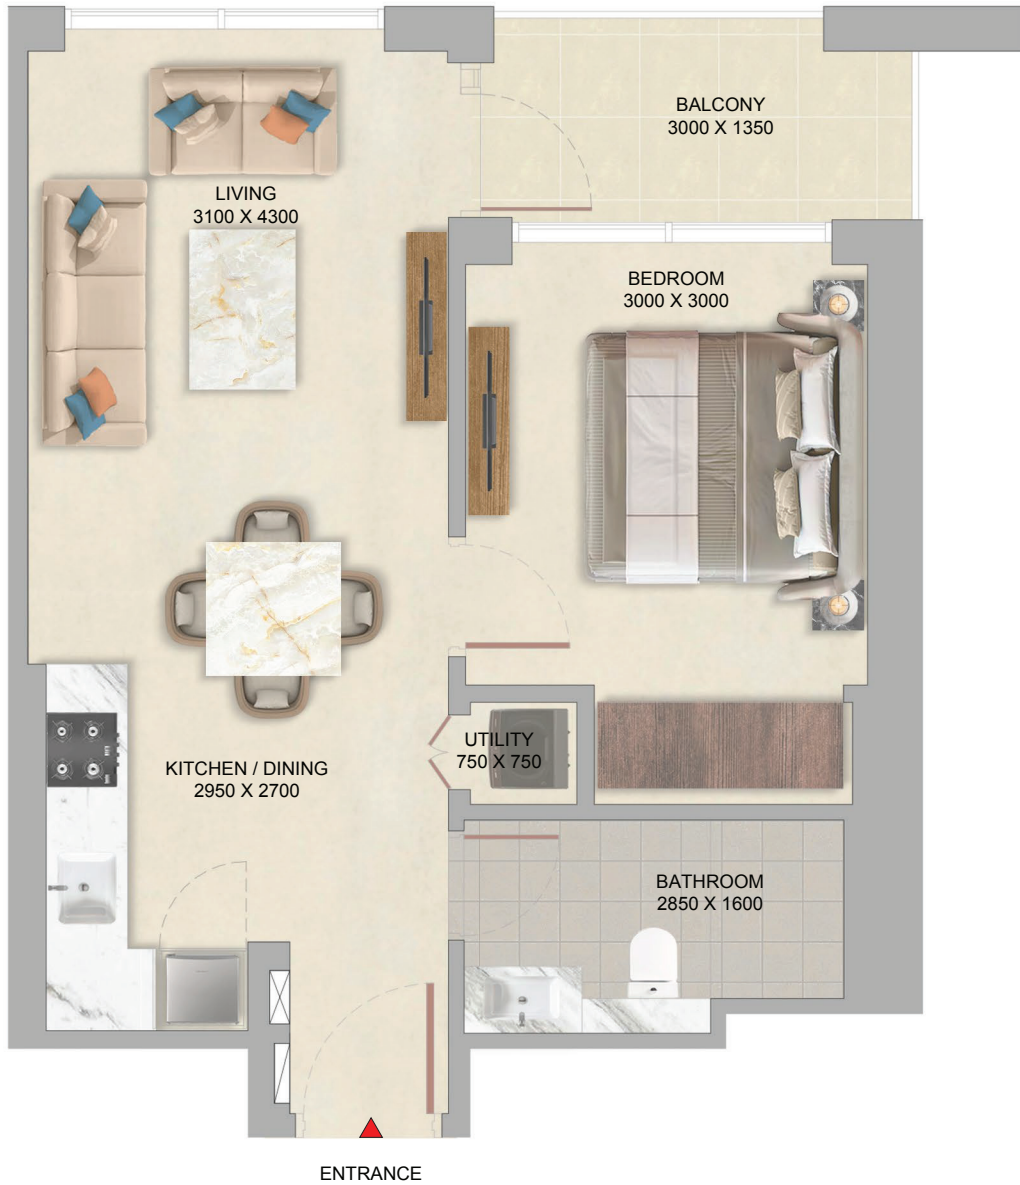 BALCONY
3000 X 1350
LIVING
3100 X 4300
BEDROOM
3000 X 3000
UTILITY
750 X 750
KITCHEN / DINING
2950 X 2700
BATHROOM
2850 X 1600
ENTRANCE